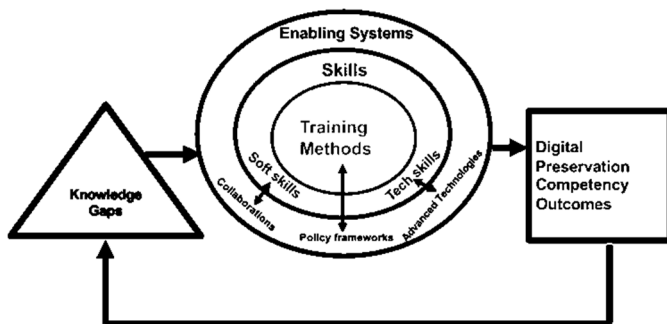 Enabling Systems
Skills
Training
Methods
Soft skills
Tech skills
Collaborations
Policy frameworks
Advanced Technologies
Knowledge
Gaps
Digital
Preservation
Competency
Outcomes